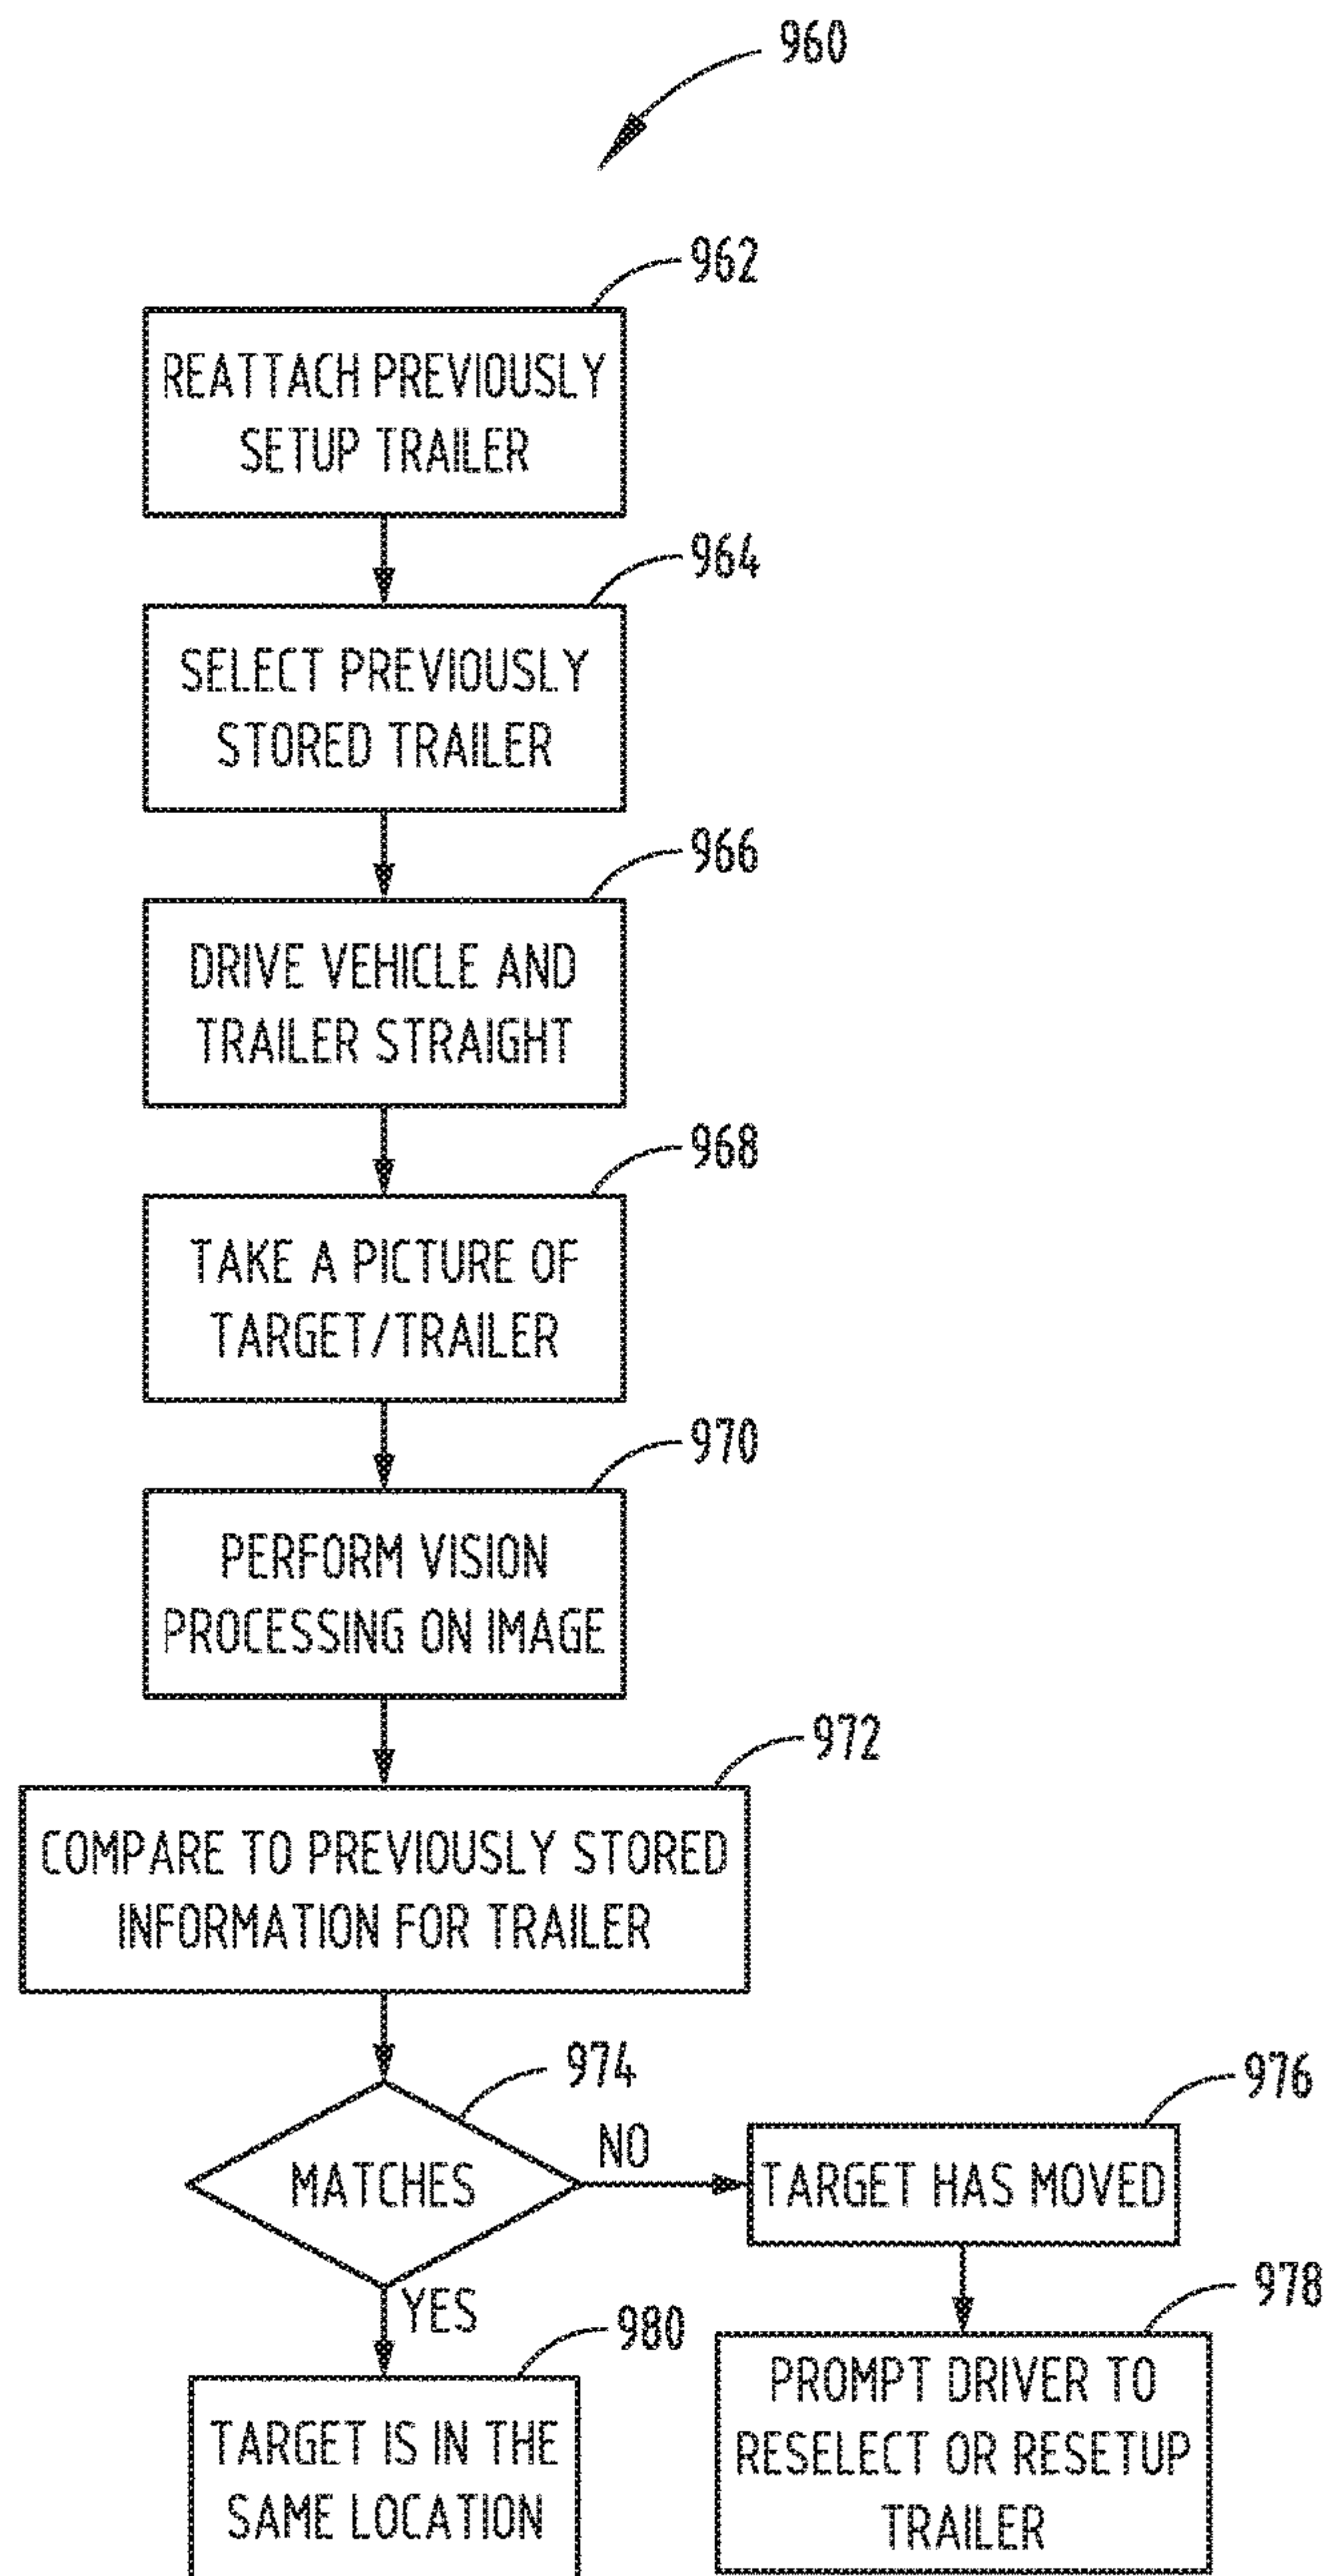 960
962
REATTACH PREVIOUSLY
SETUP TRAILER
964
SELECT PREVIOUSLY
STORED TRAILER
966
DRIVE VEHICLE AND
TRAILER STRAIGHT
968
TAKE A PICTURE OF
TARGET/TRAILER
970
PERFORM VISION
PROCESSING ON IMAGE
972
COMPARE TO PREVIOUSLY STORED
INFORMATION FOR TRAILER
974
MATCHES
NO
976
TARGET HAS MOVED
YES
980
TARGET IS IN THE
SAME LOCATION
978
PROMPT DRIVER TO
RESELECT OR RESETUP
TRAILER